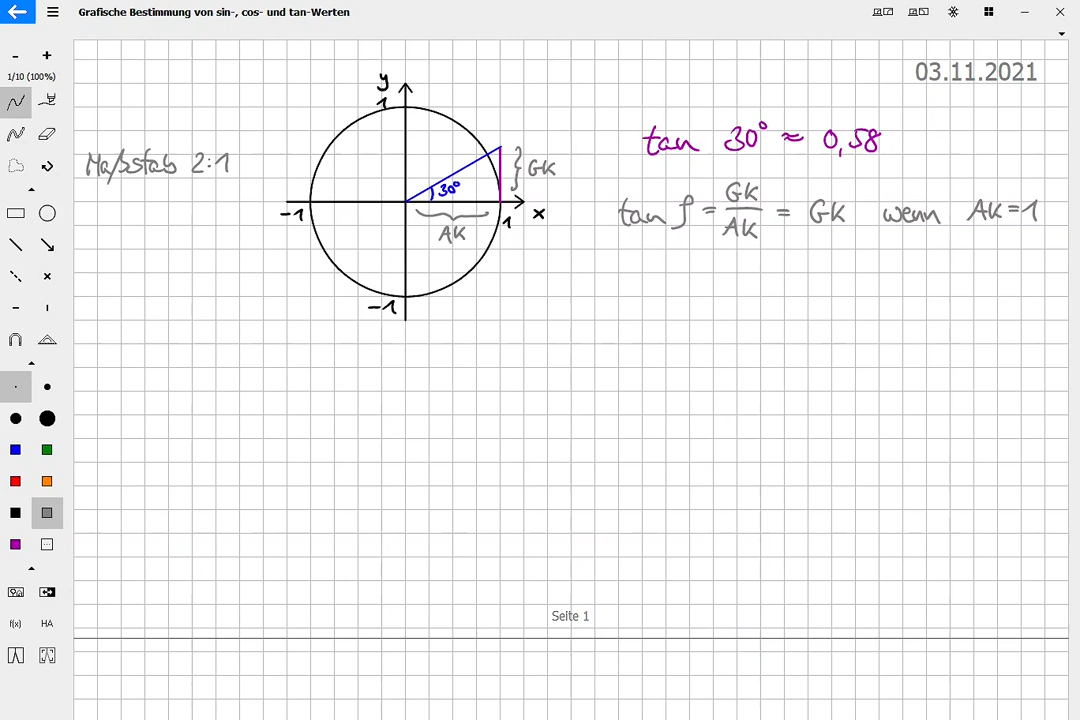 Grafische Bestimmung von sin-, cos- und tan-Werten
- +
1/10 (100%)
03.11.2021
Maßstab 2:1
y
1
30°
} GK
-1
1
x
AK
-1
tan 30° ≈ 0,58
tan φ = GK/AK = GK wenn AK=1
f(x) HA
Seite 1